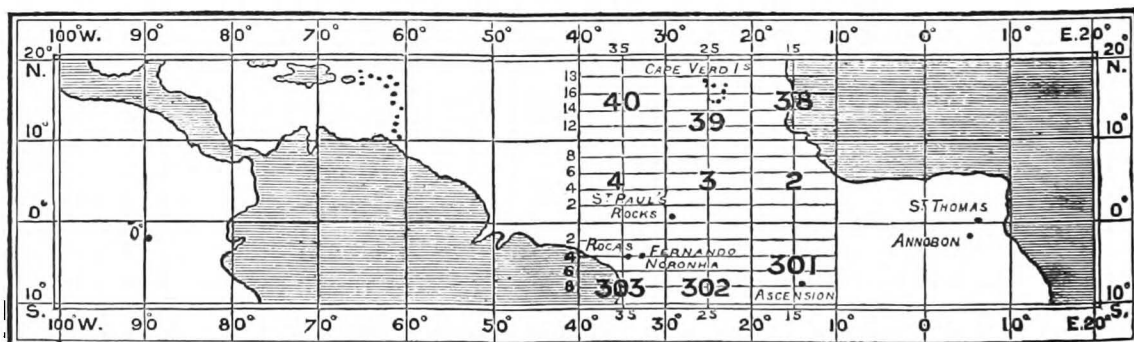 100°W. 90° 80° 70° 60° 50° 40° 30° 20° 10° 0° 10° E.20°
35 25 15
20° 20°
N. CAPE VERD Is N.
18
16 40 38
14
12 39
10° 10°
8
6 4 3 2
4
ST PAUL'S
2 ROCKS ST THOMAS
0° 0°
ANNOBON
2 ROCAS FERNANDO
4 NORONHA 301
6
8 303 302
ASCENSION
10° 10°
S. S.
35 25 15
100°W. 90° 80° 70° 60° 50° 40° 30° 20° 10° 0 10° E.20°